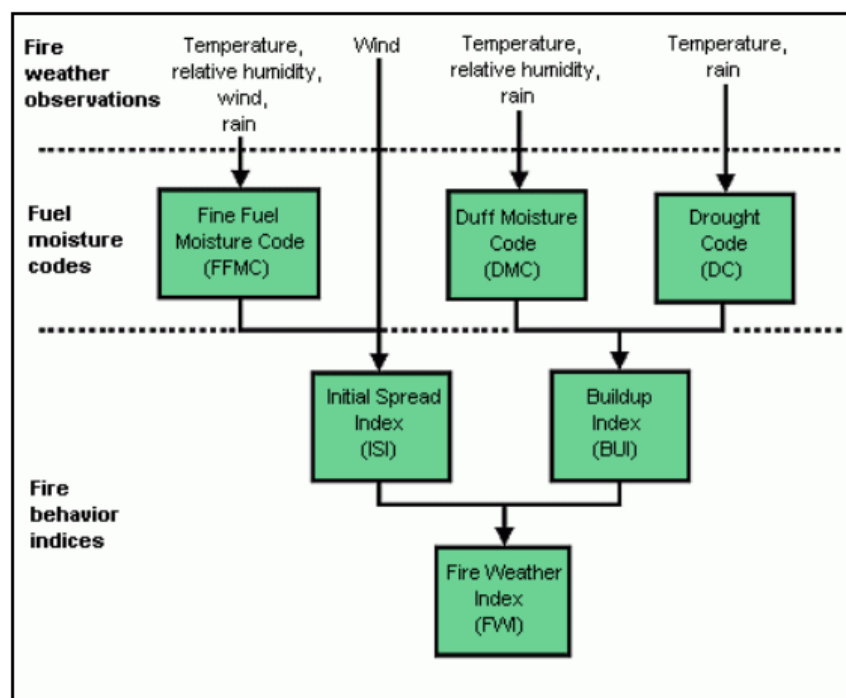 Fire
weather
observations
Temperature,
relative humidity,
wind,
rain
Wind
Temperature,
relative humidity,
rain
Temperature,
rain
Fuel
moisture
codes
Fine Fuel
Moisture Code
(FFMC)
Duff Moisture
Code
(DMC)
Drought
Code
(DC)
Fire
behavior
indices
Initial Spread
Index
(ISI)
Buildup
Index
(BUI)
Fire Weather
Index
(FWI)